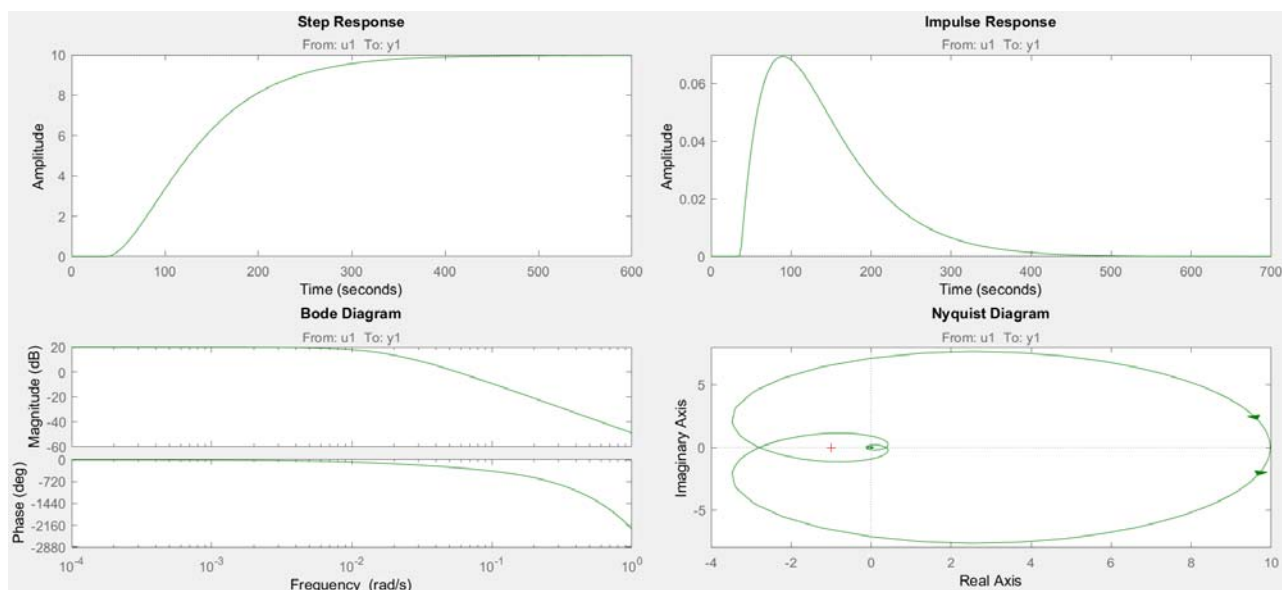 Step Response
From: u1 To: y1
10
8
6
4
2
0
Amplitude
0 100 200 300 400 500 600
Time (seconds)
Impulse Response
From: u1 To: y1
0.06
0.04
0.02
0
Amplitude
0 100 200 300 400 500 600 700
Time (seconds)
Bode Diagram
From: u1 To: y1
20
0
-20
-40
-60
Magnitude (dB)
0
-720
-1440
-2160
-2880
Phase (deg)
10^-4 10^-3 10^-2 10^-1 10^0
Frequency (rad/s)
Nyquist Diagram
From: u1 To: y1
5
0
-5
Imaginary Axis
-4 -2 0 2 4 6 8 10
Real Axis